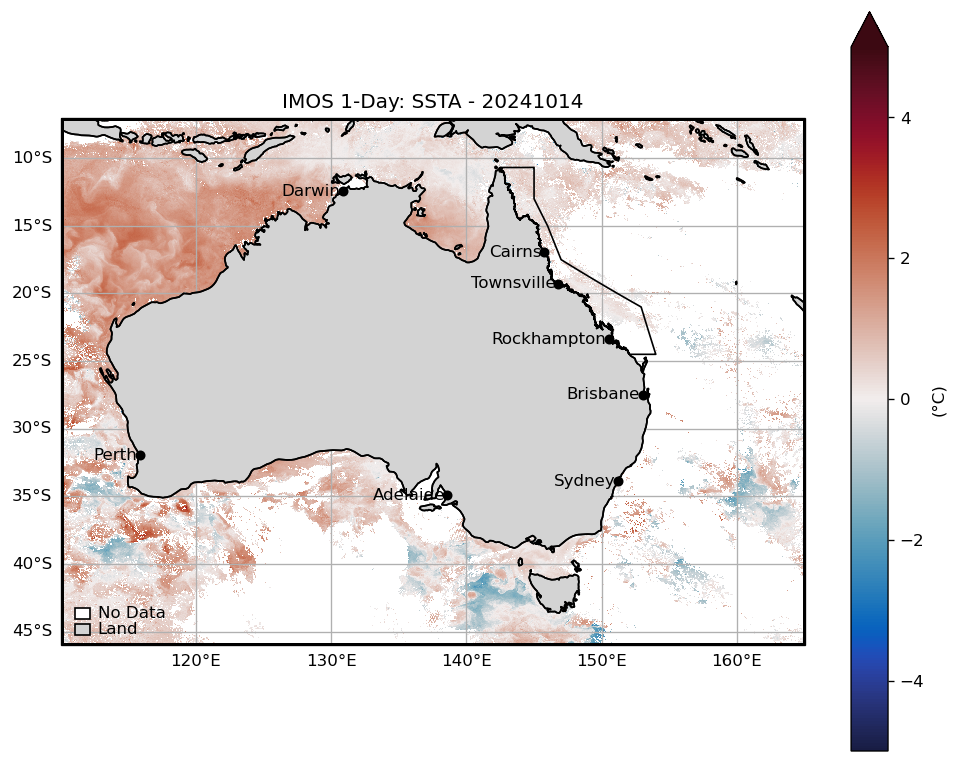 IMOS 1-Day: SSTA - 20241014
10°S
15°S
20°S
25°S
30°S
35°S
40°S
45°S
Darwin
Cairns
Townsville
Rockhampton
Brisbane
Perth
Sydney
Adelaide
No Data
Land
120°E
130°E
140°E
150°E
160°E
4
2
0
−2
−4
(°C)